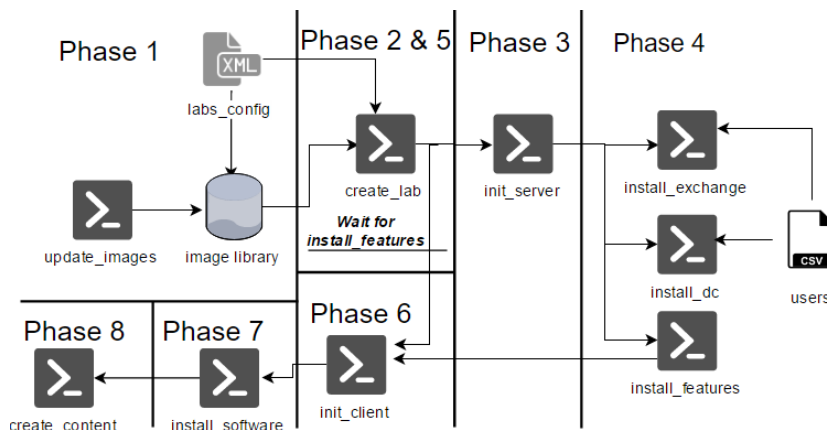 Phase 1
XML
labs_config
update_images
image library
Phase 2 & 5
create_lab
Wait for
install_features
Phase 3
init_server
Phase 4
install_exchange
install_dc
install_features
CSV
users
Phase 6
init_client
Phase 7
install_software
Phase 8
create_content